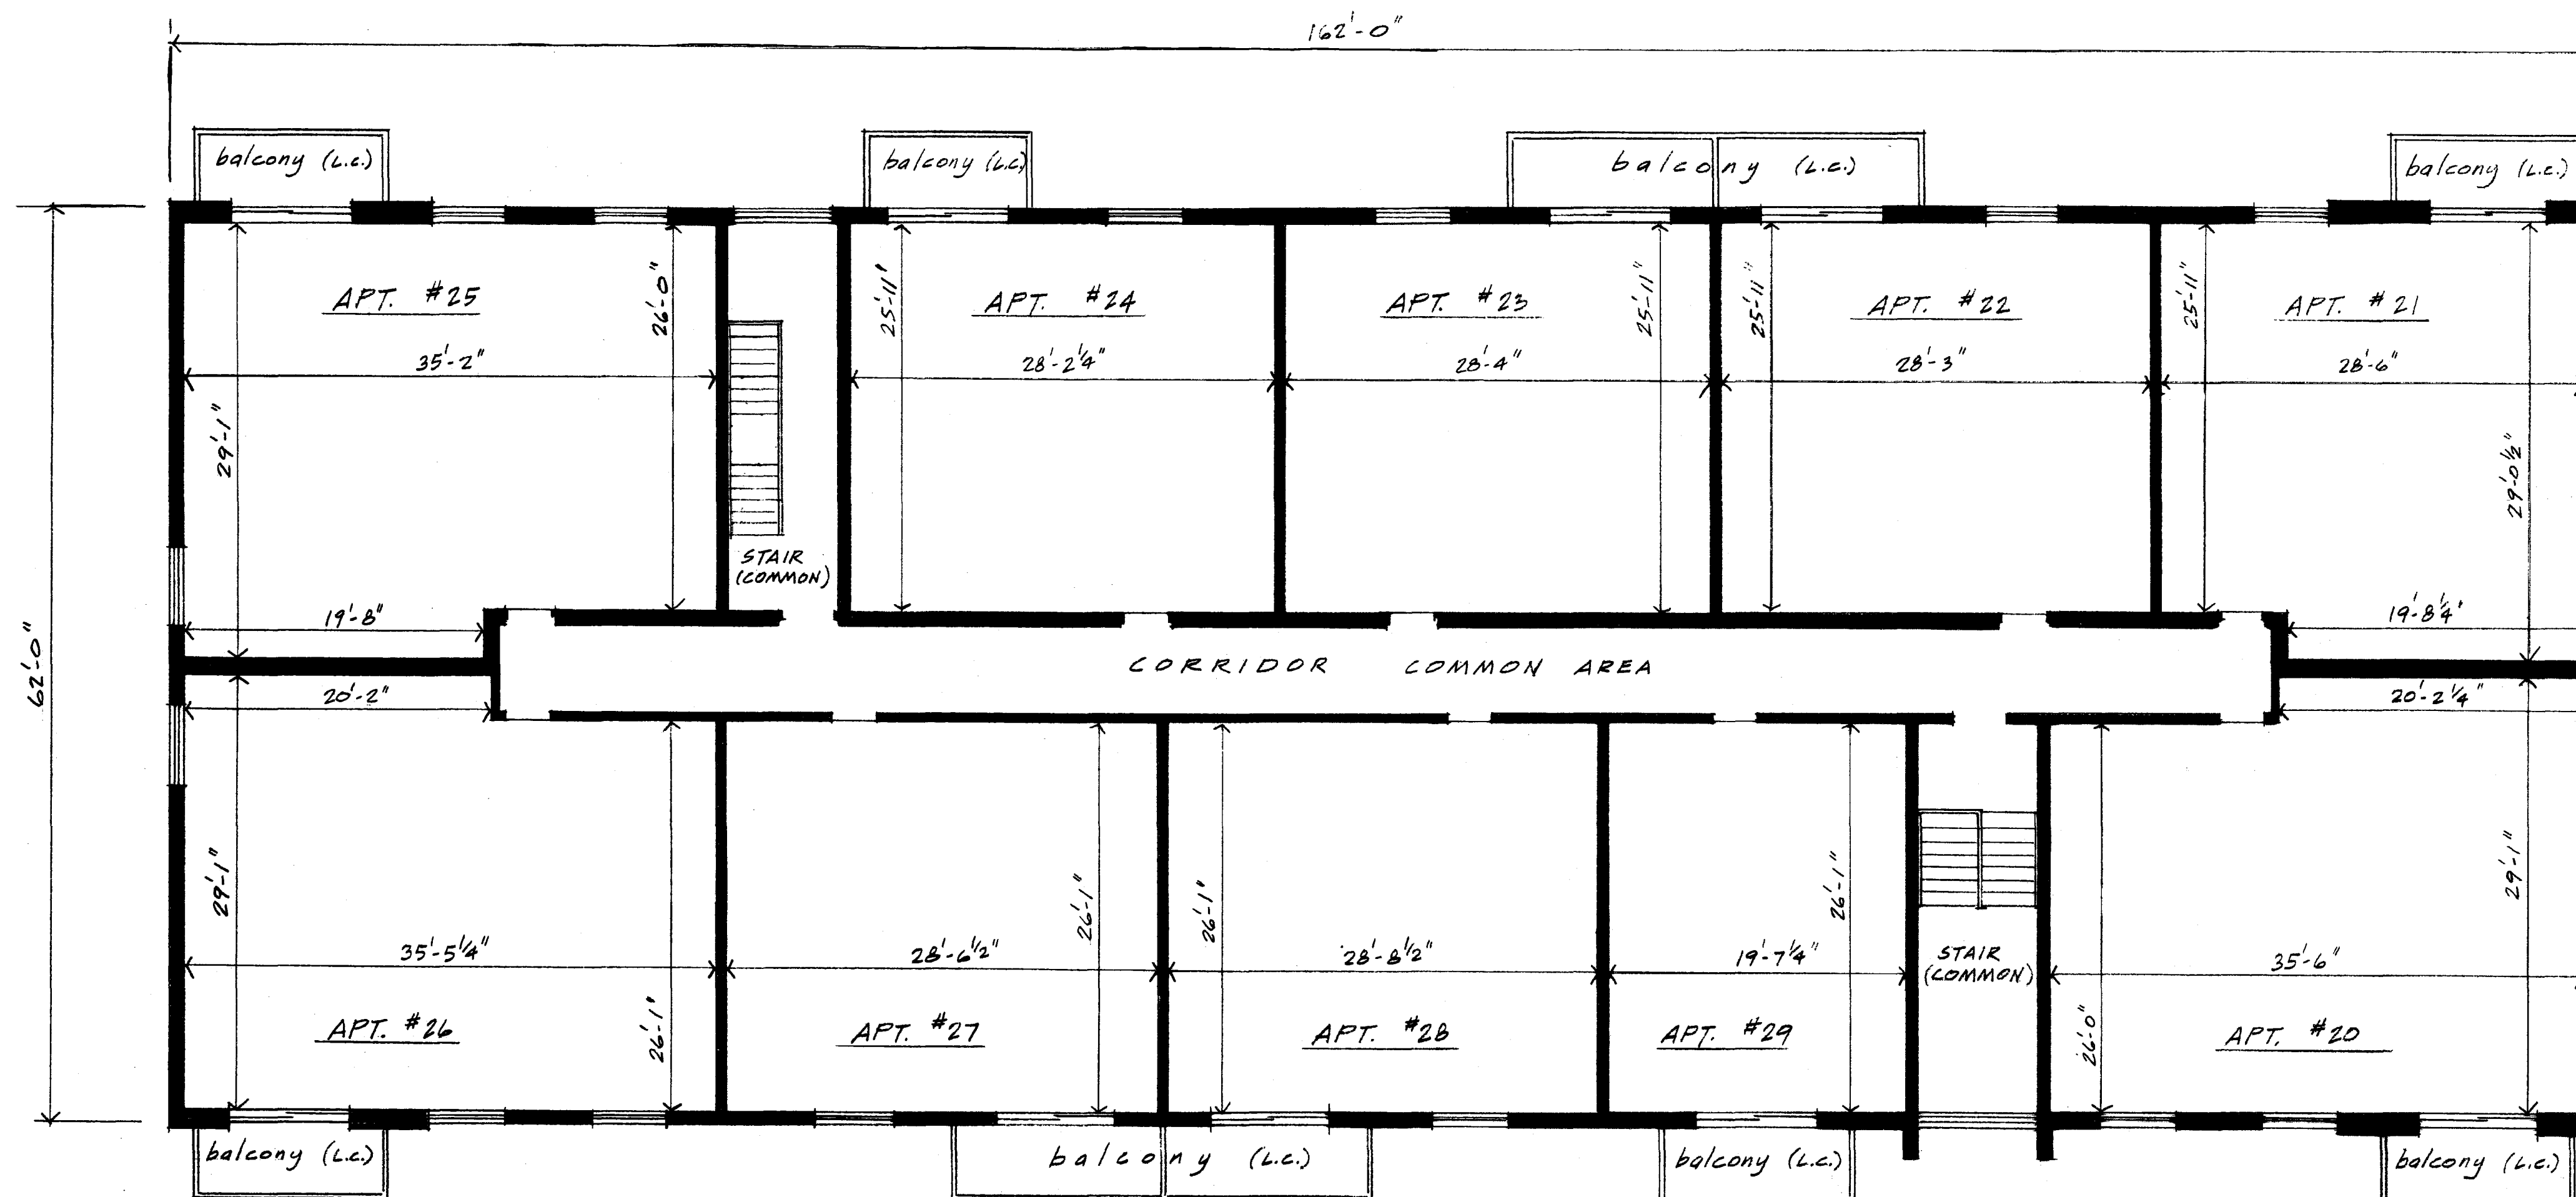 162'-0"
balcony (L.C.)
balcony (L.C.)
balcony (L.C.)
balcony (L.C.)
APT. #25
26'-0"
35'-2"
29'-1"
19'-8"
STAIR
(COMMON)
25'-11"
APT. #24
28'-2¼"
APT. #23
25'-11"
28'-4"
25'-11"
APT. #22
28'-3"
25'-11"
APT. #21
28'-6"
29'-0½"
19'-8¼"
62'-0"
CORRIDOR COMMON AREA
20'-2"
20'-2¼"
29'-1"
35'-5¼"
26'-1"
APT. #26
28'-6½"
26'-1"
APT. #27
26'-1"
28'-8½"
APT. #28
26'-1"
19'-7¼"
APT. #29
STAIR
(COMMON)
35'-6"
29'-1"
26'-0"
APT. #20
balcony (L.C.)
balcony (L.C.)
balcony (L.C.)
balcony (L.C.)